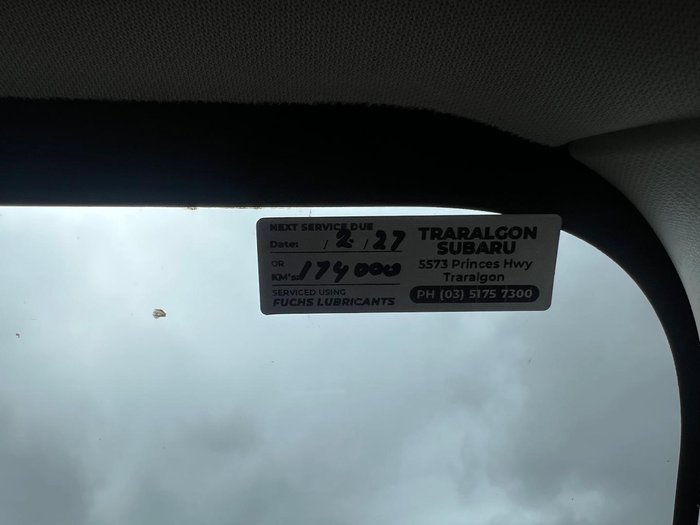 NEXT SERVICE DUE
Date: / 2 / 27
OR
KM's: 174000
SERVICED USING
FUCHS LUBRICANTS
TRARALGON
SUBARU
5573 Princes Hwy
Traralgon
PH (03) 5175 7300